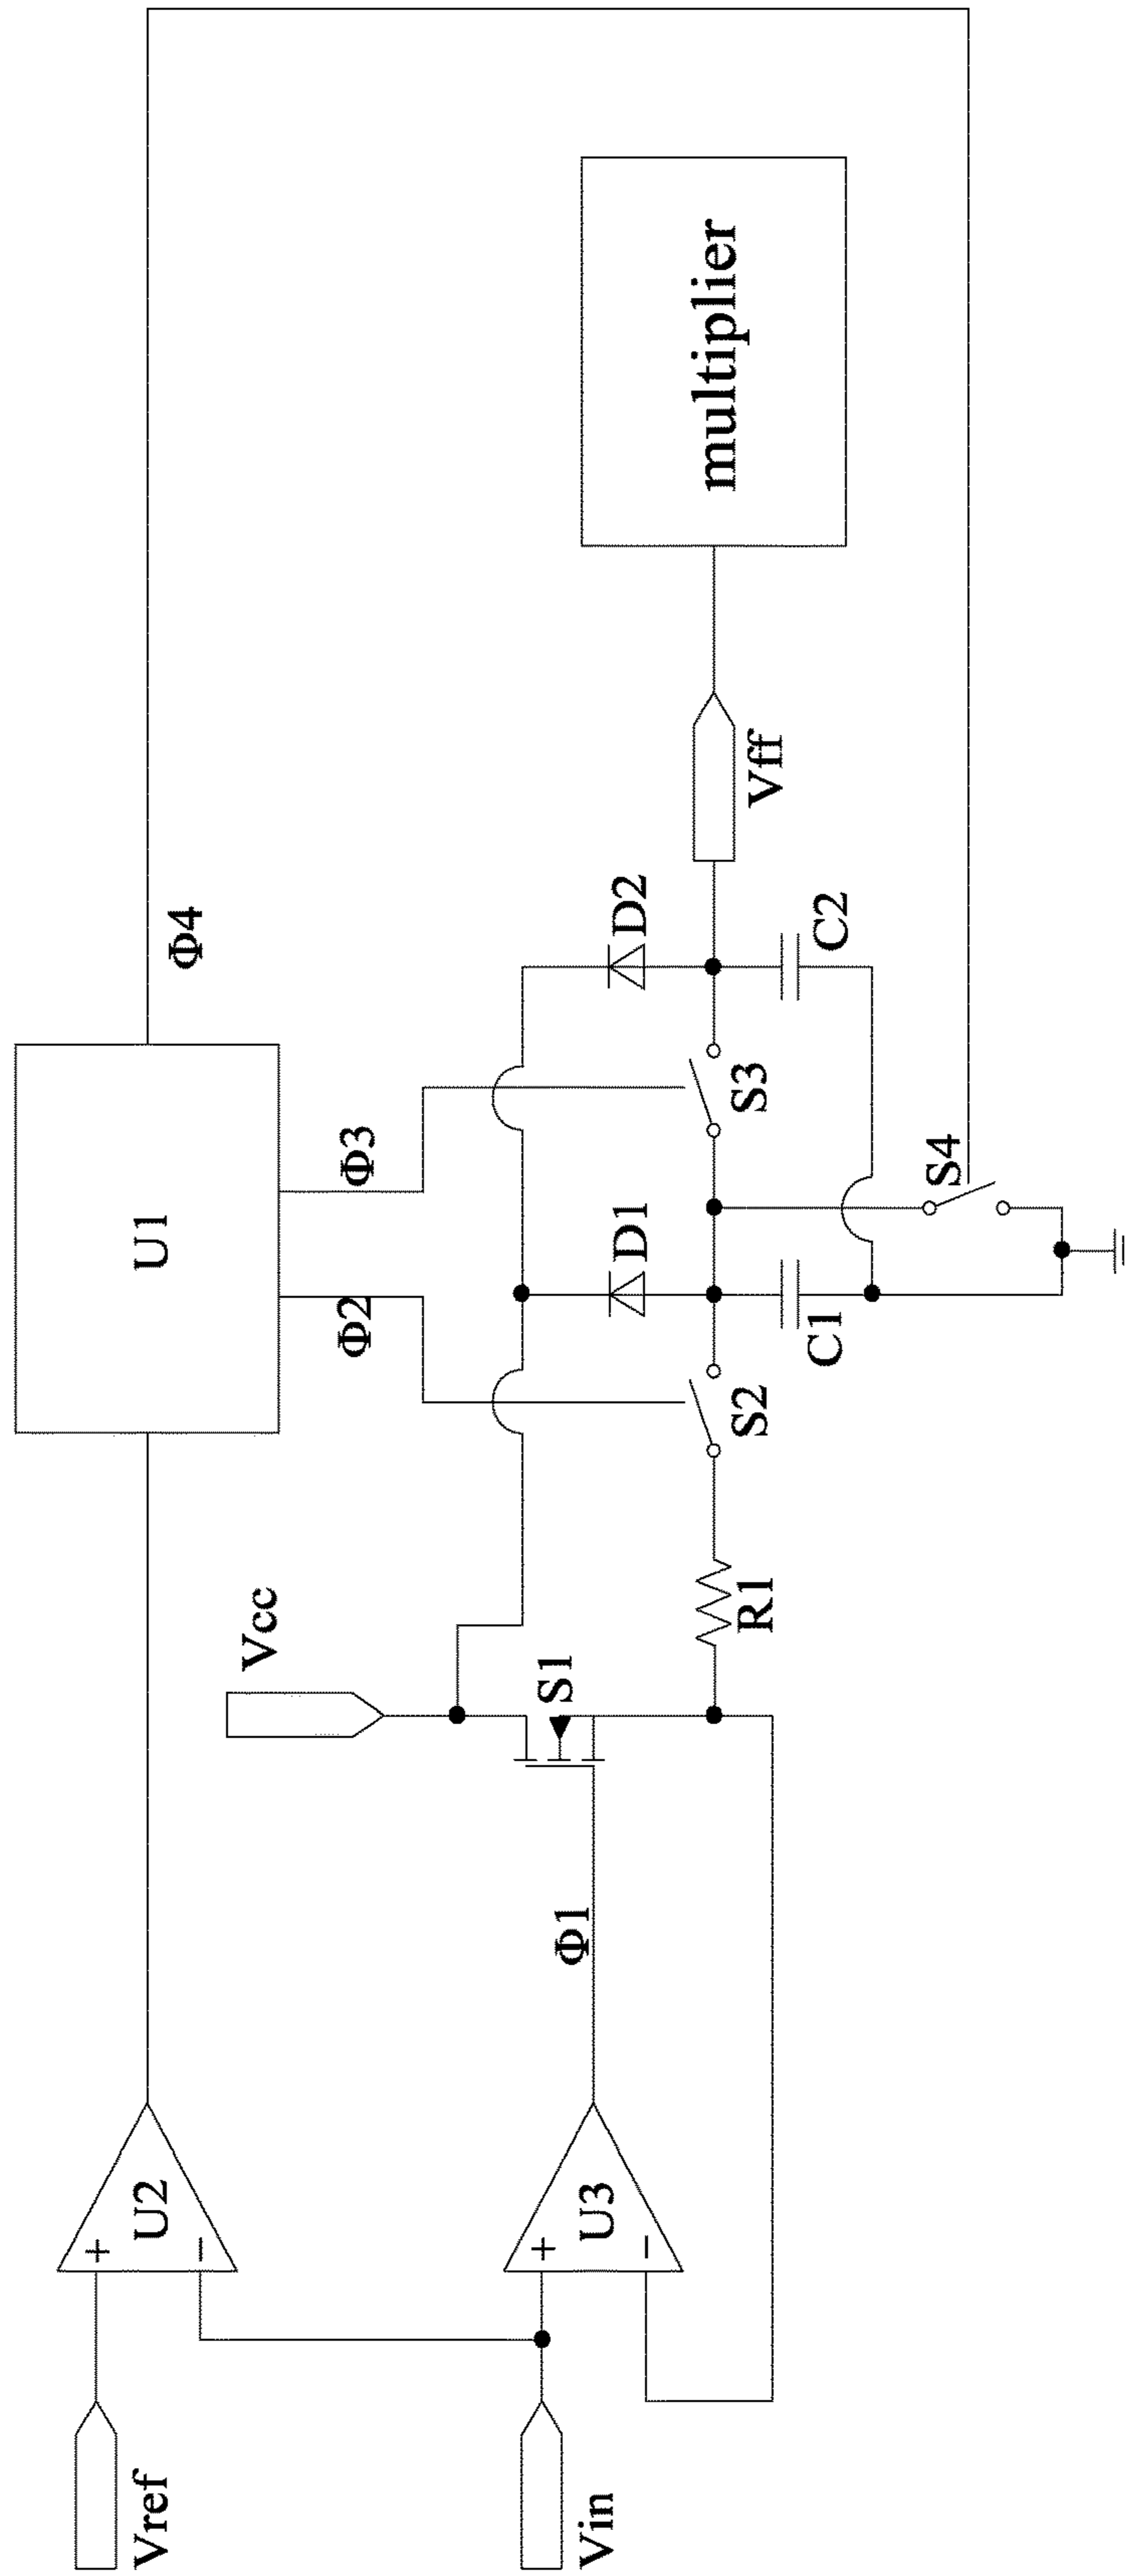 Vref
+
U2
−
U1
Φ4
Φ2
Φ3
Vcc
Vin
+
U3
−
Φ1
S1
R1
S2
D1
C1
S3
D2
C2
S4
Vff
multiplier